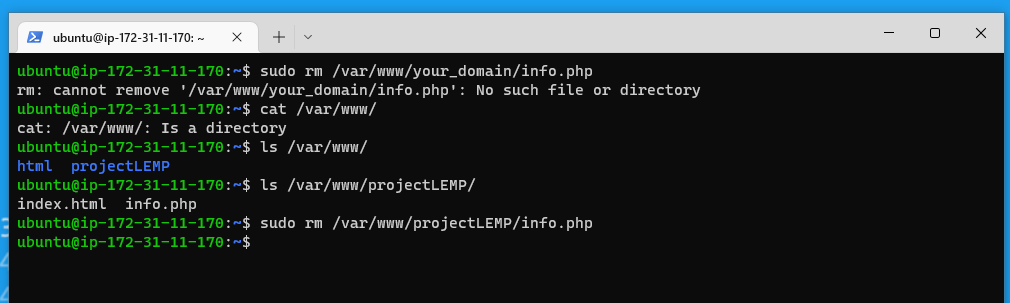 ubuntu@ip-172-31-11-170: ~
ubuntu@ip-172-31-11-170:~$ sudo rm /var/www/your_domain/info.php
rm: cannot remove '/var/www/your_domain/info.php': No such file or directory
ubuntu@ip-172-31-11-170:~$ cat /var/www/
cat: /var/www/: Is a directory
ubuntu@ip-172-31-11-170:~$ ls /var/www/
html  projectLEMP
ubuntu@ip-172-31-11-170:~$ ls /var/www/projectLEMP/
index.html  info.php
ubuntu@ip-172-31-11-170:~$ sudo rm /var/www/projectLEMP/info.php
ubuntu@ip-172-31-11-170:~$